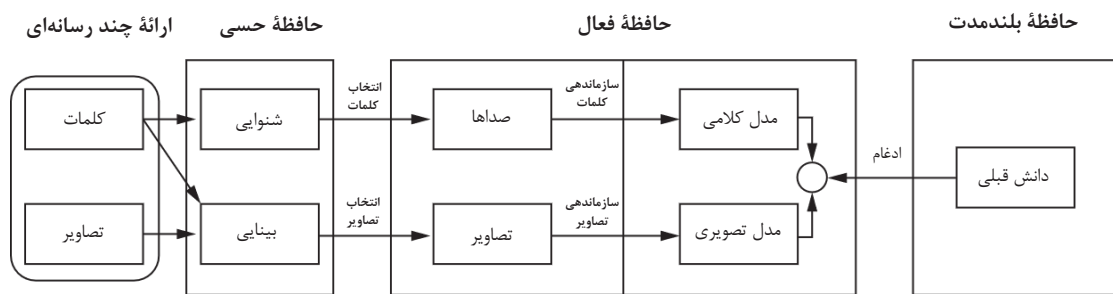 ارائهٔ چند رسانه‌ای
حافظهٔ حسی
حافظهٔ فعال
حافظهٔ بلندمدت
کلمات
شنوایی
انتخاب
کلمات
صداها
سازماندهی
کلمات
مدل کلامی
ادغام
دانش قبلی
تصاویر
بینایی
انتخاب
تصاویر
تصاویر
سازماندهی
تصاویر
مدل تصویری